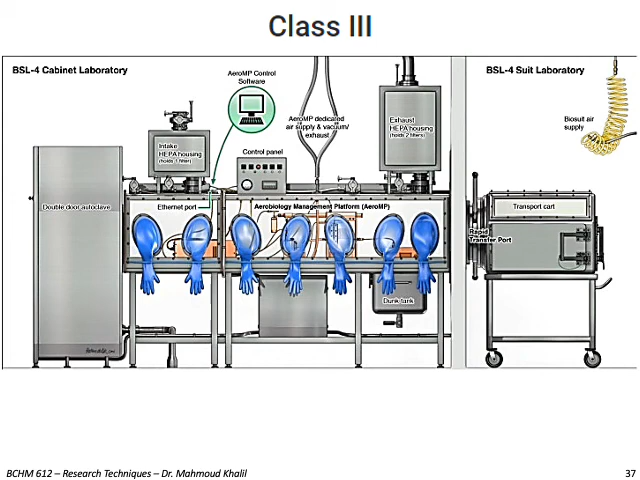 Class III
BSL-4 Cabinet Laboratory
BSL-4 Suit Laboratory
AeroMP Control
Software
AeroMP dedicated
air supply & vacuum/
exhaust
Exhaust
HEPA housing
(holds 2 filters)
Biosuit air
supply
Intake
HEPA housing
(holds 1 filter)
Control panel
Double door autoclave
Ethernet port
Aerobiology Management Platform (AeroMP)
Transport cart
Rapid
Transfer Port
Dunk tank
BCHM 612 – Research Techniques – Dr. Mahmoud Khalil
37